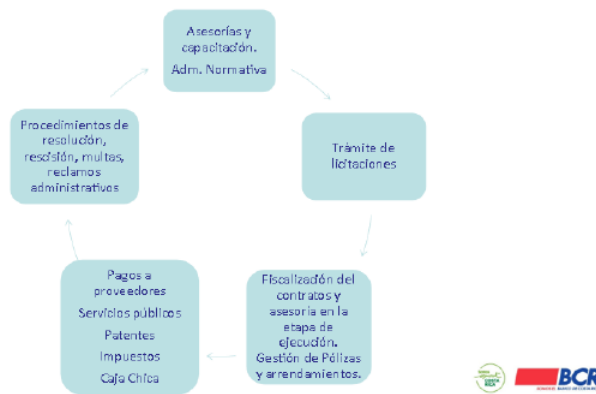 Asesorías y
capacitación.
Adm. Normativa
Trámite de
licitaciones
Fiscalización del
contratos y
asesoría en la
etapa de
ejecución.
Gestión de Pólizas
y arrendamientos.
Pagos a
proveedores
Servicios públicos
Patentes
Impuestos
Caja Chica
Procedimientos de
resolución,
rescisión, multas,
reclamos
administrativos
BCR